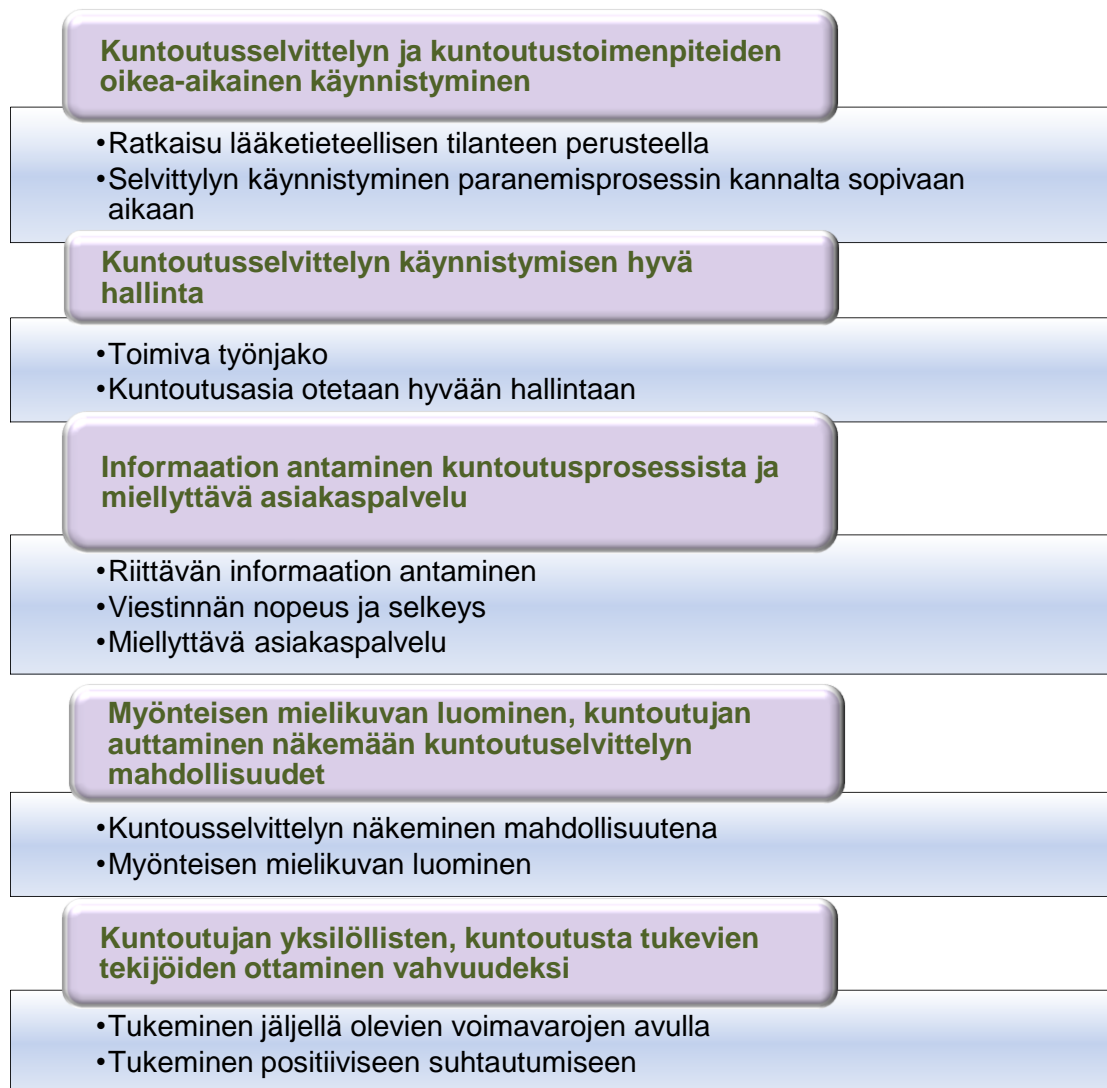 Kuntoutusselvittelyn ja kuntoutustoimenpiteiden
oikea-aikainen käynnistyminen
•Ratkaisu lääketieteellisen tilanteen perusteella
•Selvittylyn käynnistyminen paranemisprosessin kannalta sopivaan
aikaan
Kuntoutusselvittelyn käynnistymisen hyvä
hallinta
•Toimiva työnjako
•Kuntoutusasia otetaan hyvään hallintaan
Informaation antaminen kuntoutusprosessista ja
miellyttävä asiakaspalvelu
•Riittävän informaation antaminen
•Viestinnän nopeus ja selkeys
•Miellyttävä asiakaspalvelu
Myönteisen mielikuvan luominen, kuntoutujan
auttaminen näkemään kuntoutuselvittelyn
mahdollisuudet
•Kuntousselvittelyn näkeminen mahdollisuutena
•Myönteisen mielikuvan luominen
Kuntoutujan yksilöllisten, kuntoutusta tukevien
tekijöiden ottaminen vahvuudeksi
•Tukeminen jäljellä olevien voimavarojen avulla
•Tukeminen positiiviseen suhtautumiseen